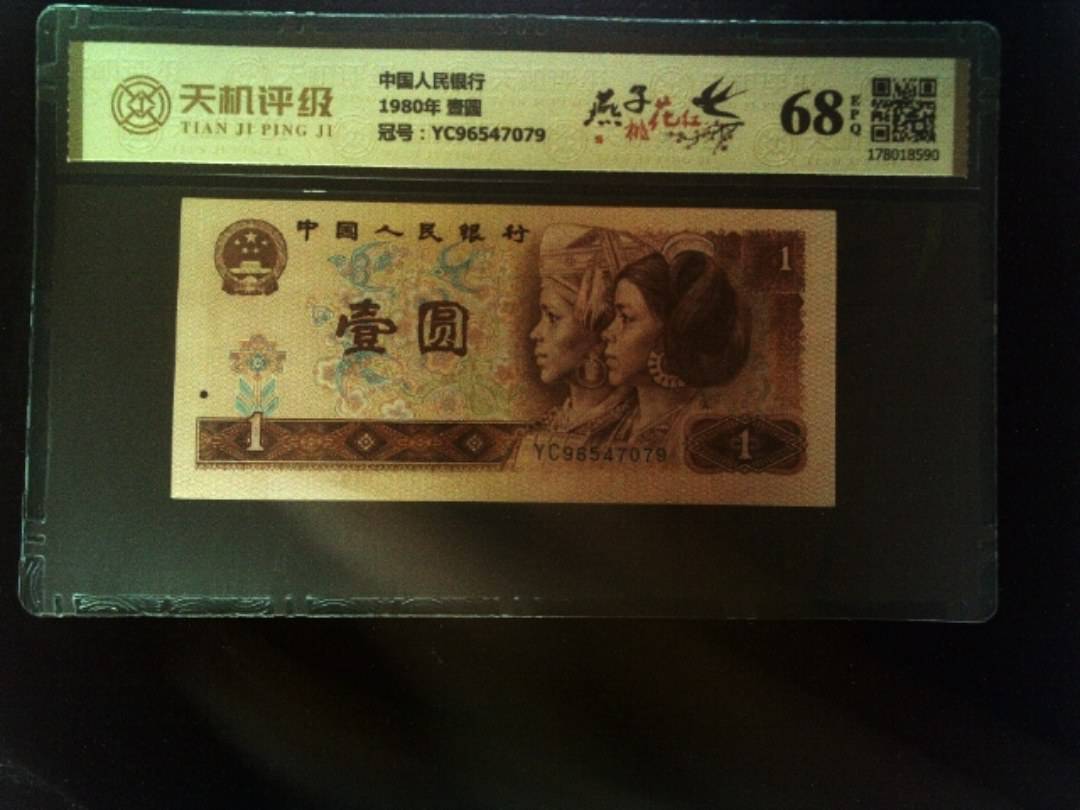 天机评级
TIAN JI PING JI
中国人民银行
1980年 壹圆
冠号：YC96547079
燕子
桃花红
68
EPQ
178018590
中国人民银行
1
壹圆
1
YC96547079
1